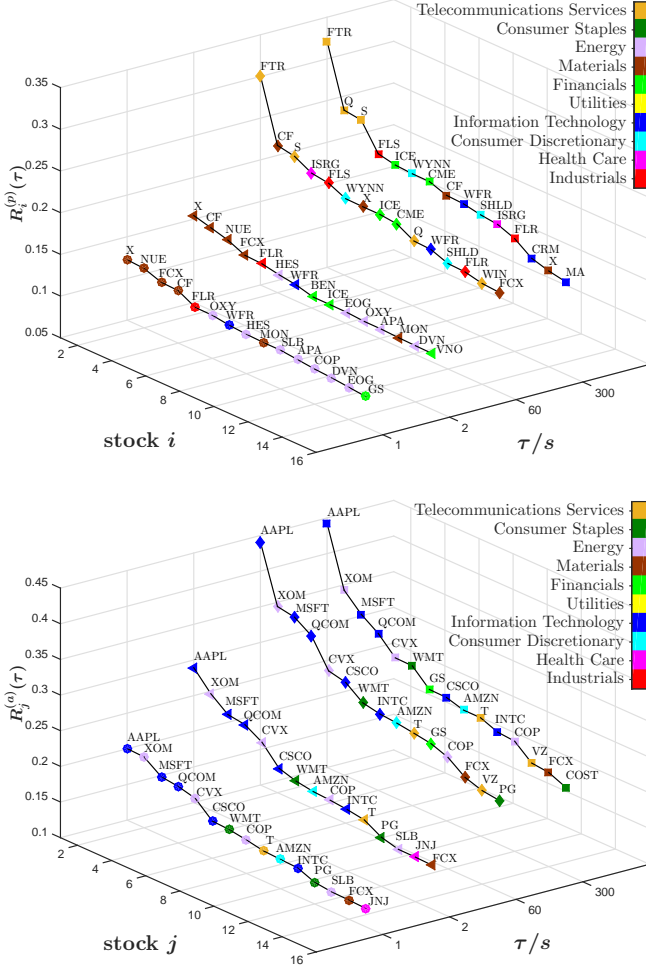 Telecommunications Services
Consumer Staples
Energy
Materials
Financials
Utilities
Information Technology
Consumer Discretionary
Health Care
Industrials
R_i^{(p)}(τ)
0.35
0.3
0.25
0.2
0.15
0.1
0.05
FTR
Q
S
FLS
ICE
WYNN
CME
CF
WFR
SHLD
ISRG
FLR
CRM
X
MA
FTR
CF
S
ISRG
FLS
WYNN
X
ICE
CME
Q
WFR
SHLD
FLR
WIN
FCX
X
CF
NUE
FCX
FLR
HES
WFR
BEN
ICE
EOG
OXY
APA
MON
DVN
VNO
X
NUE
FCX
CF
FLR
OXY
WFR
HES
MON
SLB
APA
COP
DVN
EOG
GS
2
4
6
8
10
12
14
16
1
2
60
300
stock i
τ/s
Telecommunications Services
Consumer Staples
Energy
Materials
Financials
Utilities
Information Technology
Consumer Discretionary
Health Care
Industrials
R_j^{(a)}(τ)
0.45
0.4
0.35
0.3
0.25
0.2
0.15
0.1
AAPL
XOM
MSFT
QCOM
CVX
WMT
GS
CSCO
AMZN
T
INTC
COP
VZ
FCX
COST
AAPL
XOM
MSFT
QCOM
CVX
CSCO
WMT
INTC
AMZN
T
GS
COP
FCX
VZ
PG
AAPL
XOM
MSFT
QCOM
CVX
CSCO
WMT
AMZN
COP
INTC
T
PG
SLB
JNJ
FCX
AAPL
XOM
MSFT
QCOM
CVX
CSCO
WMT
COP
T
AMZN
INTC
PG
SLB
FCX
JNJ
2
4
6
8
10
12
14
16
1
2
60
300
stock j
τ/s